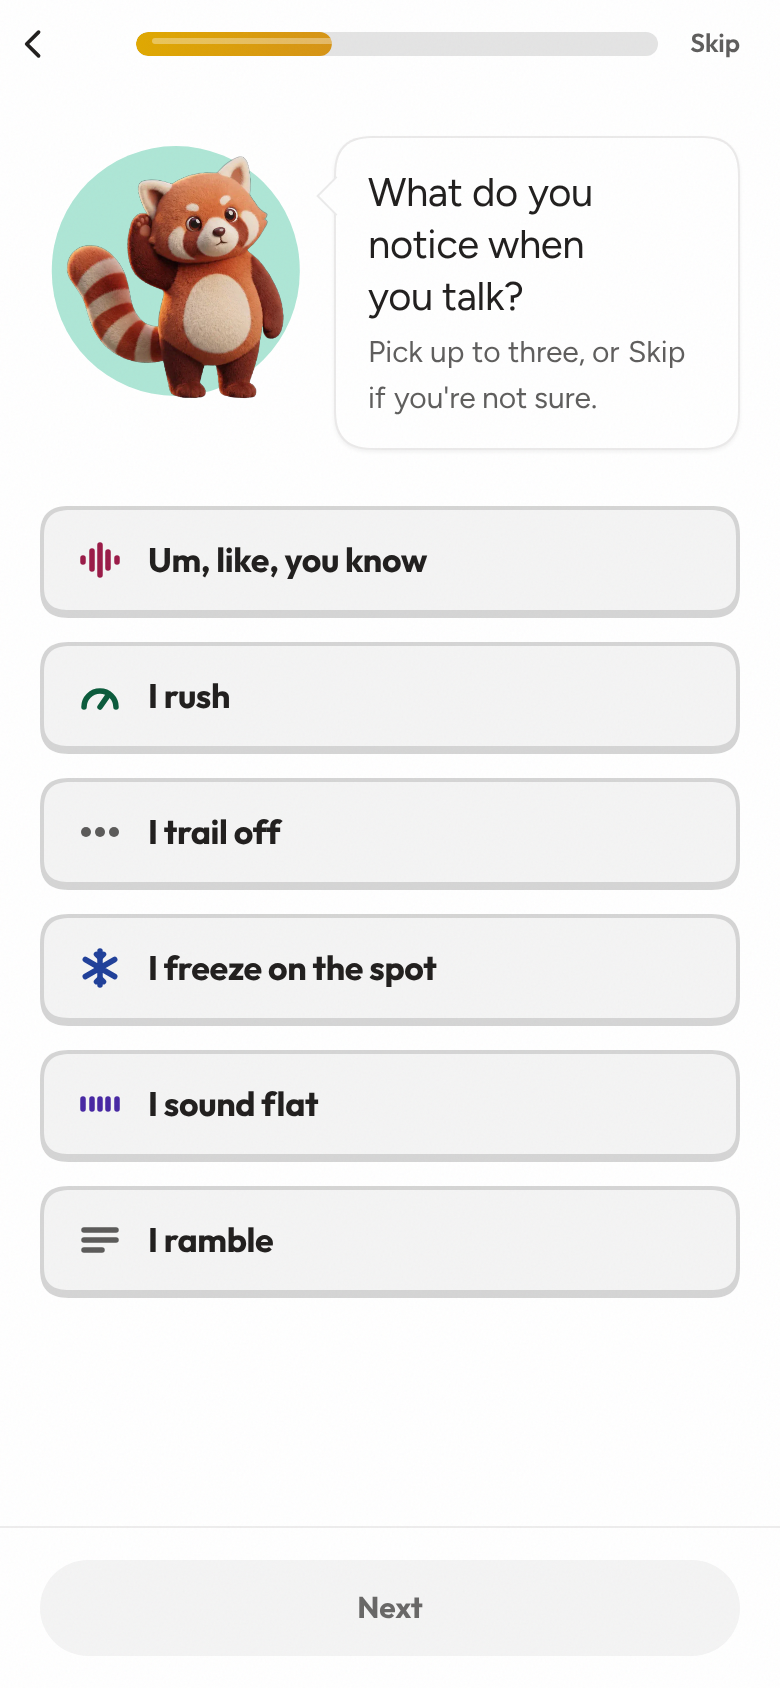 Skip
What do you
notice when
you talk?
Pick up to three, or Skip
if you're not sure.
Um, like, you know
I rush
I trail off
I freeze on the spot
I sound flat
I ramble
Next